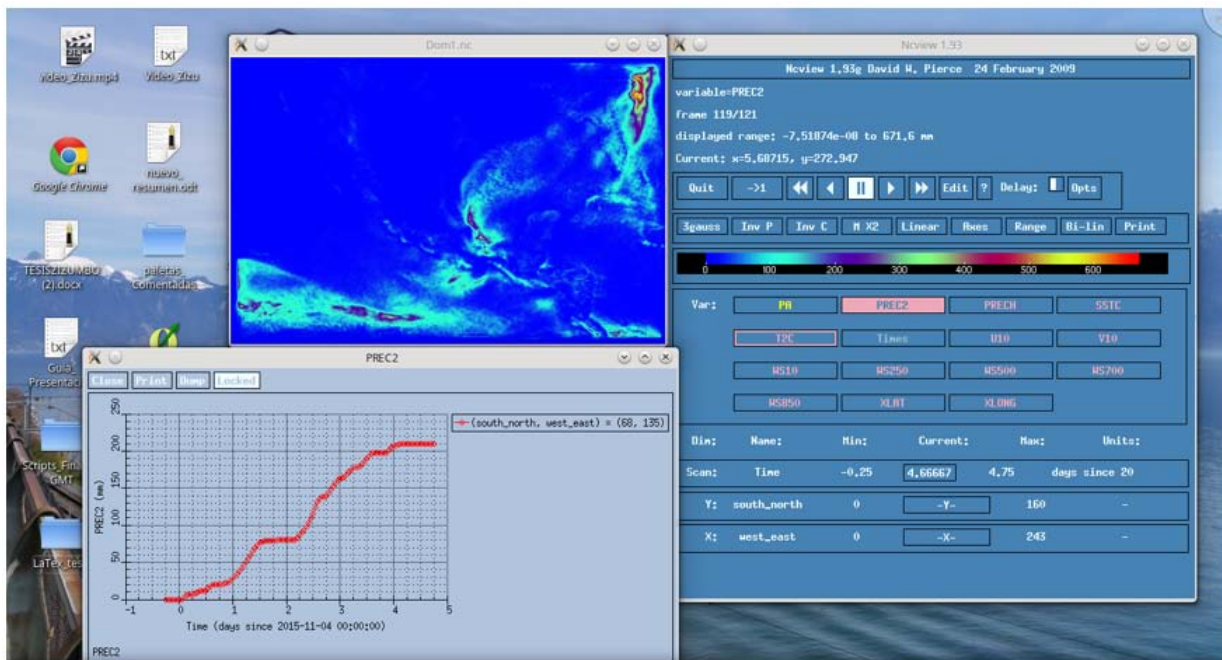 Video_Zizu.mp4
Video_Zizu
txt
Google Chrome
nuevo_
resumen.odt
TESISZIZUMBO
(2).docx
paletas_
Comentadas
txt
Guia_
Presentaci
Scripts_Fin
GMT
LaTex_tes
Dom1.nc
Ncview 1.93
Ncview 1.93g David W. Pierce 24 February 2009
variable=PREC2
frame 119/121
displayed range: -7.51874e-08 to 671.6 mm
Current: x=5.68715, y=272.947
Quit ->1 Edit ? Delay: Opts
3gauss Inv P Inv C M X2 Linear Axes Range Bi-lin Print
0 100 200 300 400 500 600
Var: PA PREC2 PRECH SSTC
T2C Times U10 V10
WS10 WS250 WS500 WS700
WS850 XLAT XLONG
Dim: Name: Min: Current: Max: Units:
Scan: Time -0.25 4.66667 4.75 days since 20
Y: south_north 0 -Y- 160 -
X: west_east 0 -X- 243 -
PREC2
Close Print Dump Locked
(south_north, west_east) = (68, 135)
250
200
150
100
50
0
PREC2 (mm)
-1 0 1 2 3 4 5
Time (days since 2015-11-04 00:00:00)
PREC2